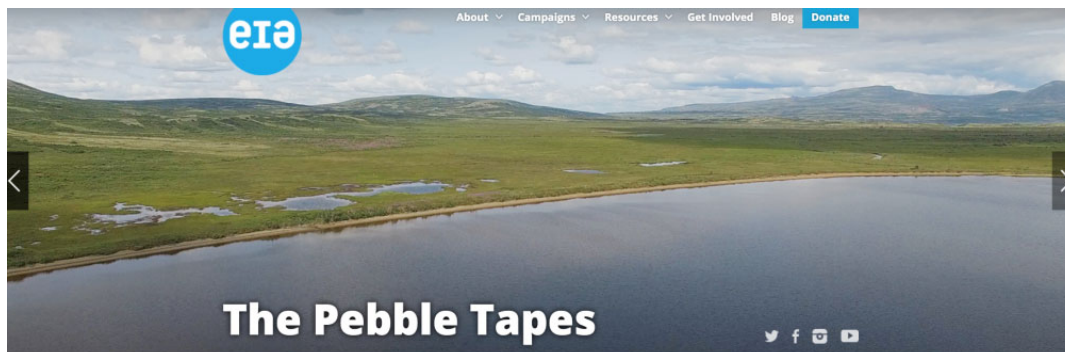 About Campaigns Resources Get Involved Blog Donate
eia
The Pebble Tapes